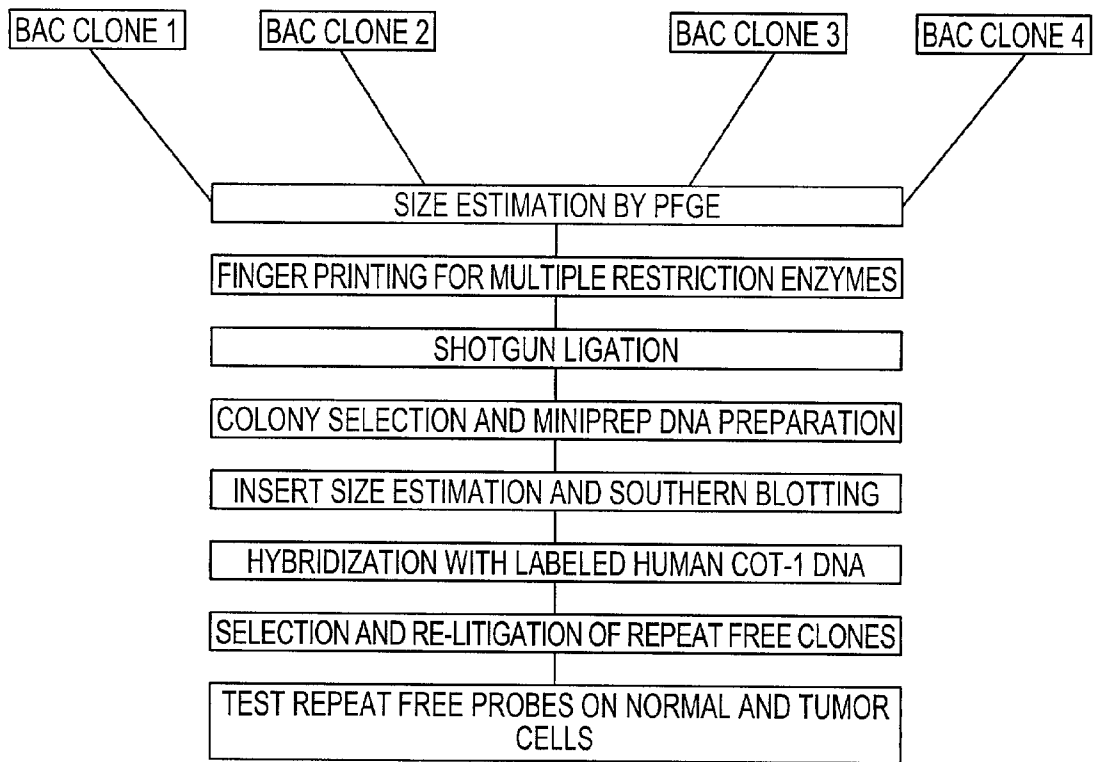 BAC CLONE 1
BAC CLONE 2
BAC CLONE 3
BAC CLONE 4
SIZE ESTIMATION BY PFGE
FINGER PRINTING FOR MULTIPLE RESTRICTION ENZYMES
SHOTGUN LIGATION
COLONY SELECTION AND MINIPREP DNA PREPARATION
INSERT SIZE ESTIMATION AND SOUTHERN BLOTTING
HYBRIDIZATION WITH LABELED HUMAN COT-1 DNA
SELECTION AND RE-LITIGATION OF REPEAT FREE CLONES
TEST REPEAT FREE PROBES ON NORMAL AND TUMOR
CELLS